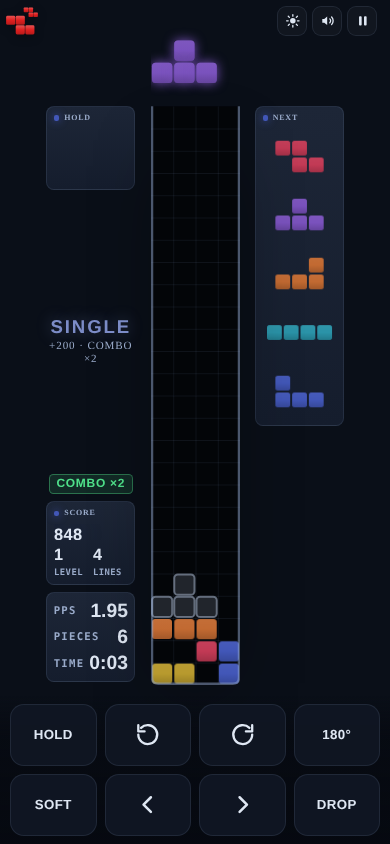 HOLD
NEXT
SINGLE
+200 · COMBO
×2
COMBO ×2
SCORE
848
1 4
LEVEL LINES
PPS 1.95
PIECES 6
TIME 0:03
HOLD
180°
SOFT
DROP